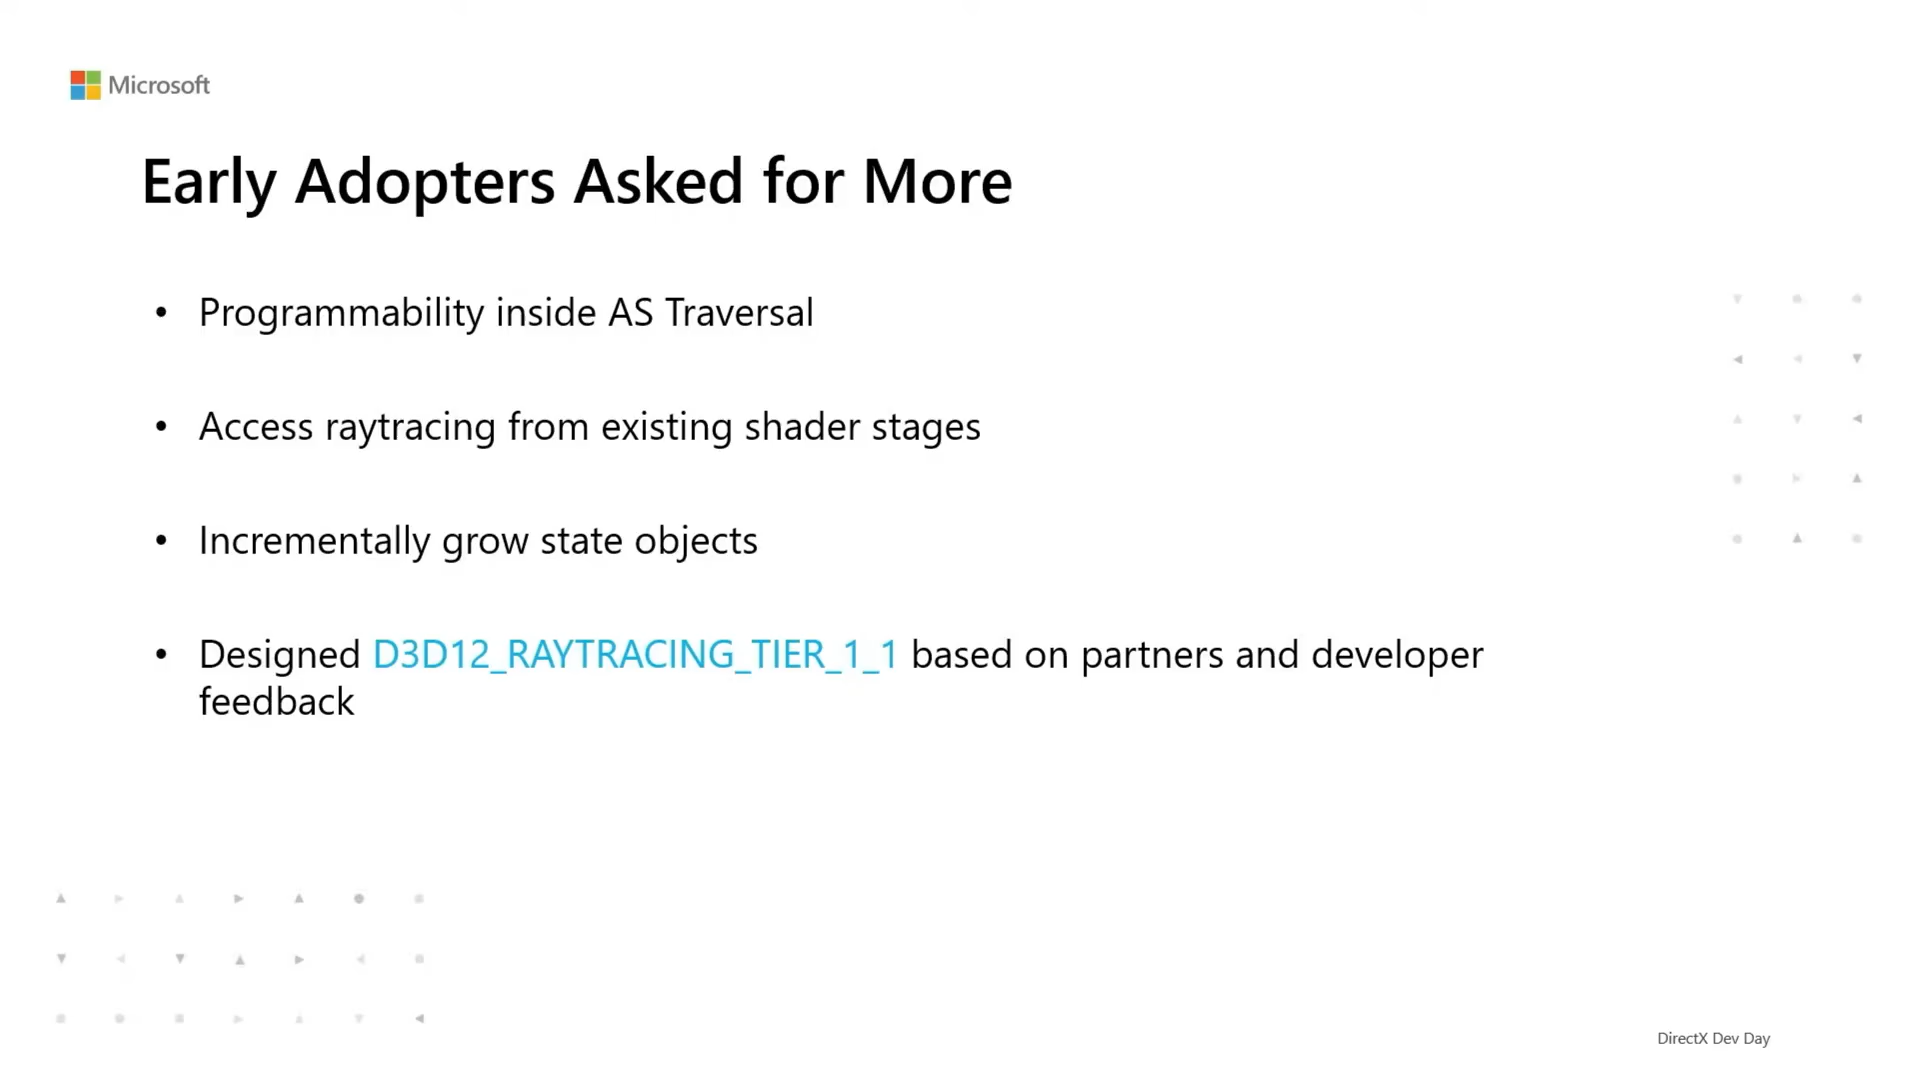 Microsoft
Early Adopters Asked for More
• Programmability inside AS Traversal
• Access raytracing from existing shader stages
• Incrementally grow state objects
• Designed D3D12_RAYTRACING_TIER_1_1 based on partners and developer
feedback
DirectX Dev Day